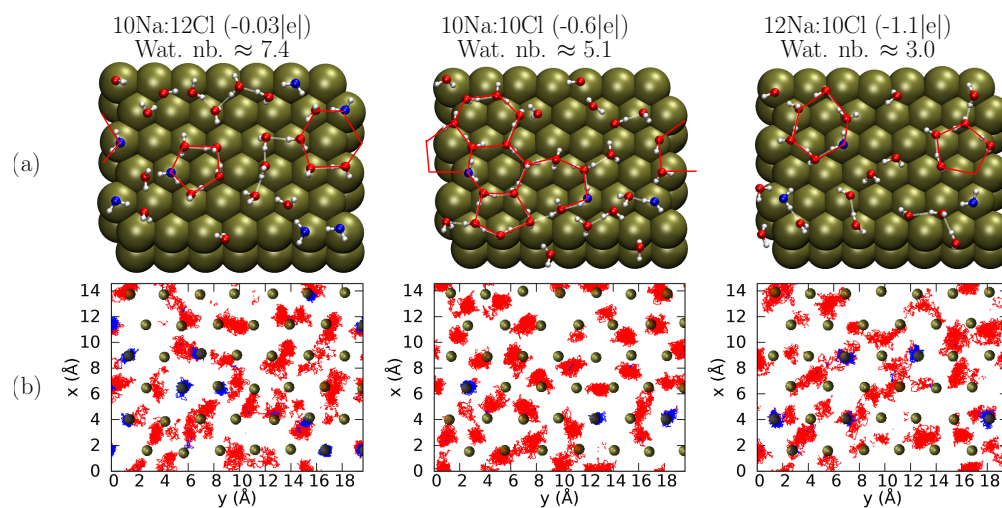 10Na:12Cl (-0.03|e|) 10Na:10Cl (-0.6|e|) 12Na:10Cl (-1.1|e|)
Wat. nb. ≈ 7.4 Wat. nb. ≈ 5.1 Wat. nb. ≈ 3.0
(a)
(b)
x (Å)
14
12
10
8
6
4
2
0
0 2 4 6 8 10 12 14 16 18
y (Å)
x (Å)
14
12
10
8
6
4
2
0
0 2 4 6 8 10 12 14 16 18
y (Å)
x (Å)
14
12
10
8
6
4
2
0
0 2 4 6 8 10 12 14 16 18
y (Å)